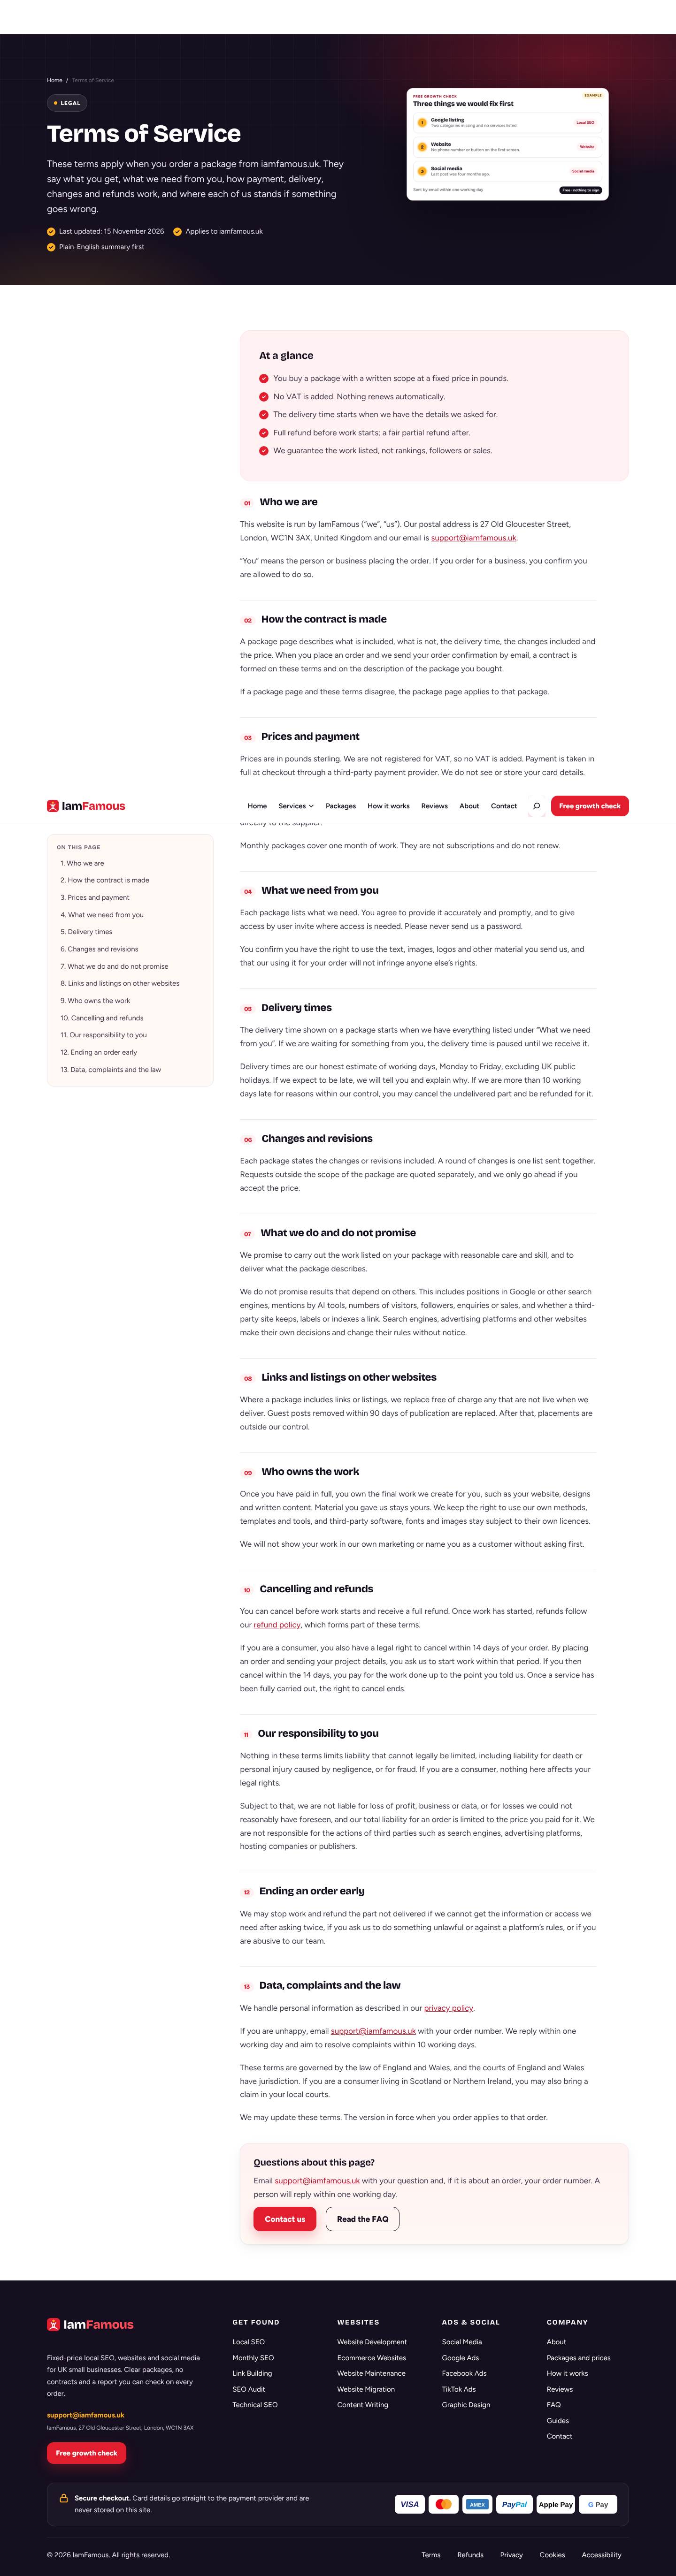 Home / Terms of Service
LEGAL
Terms of Service
These terms apply when you order a package from iamfamous.uk. They
say what you get, what we need from you, how payment, delivery,
changes and refunds work, and where each of us stands if something
goes wrong.
Last updated: 15 November 2026
Applies to iamfamous.uk
Plain-English summary first
FREE GROWTH CHECK
EXAMPLE
Three things we would fix first
1
Google listing
Two categories missing and no services listed.
Local SEO
2
Website
No phone number or button on the first screen.
Website
3
Social media
Last post was four months ago.
Social media
Sent by email within one working day
Free · nothing to sign
At a glance
You buy a package with a written scope at a fixed price in pounds.
No VAT is added. Nothing renews automatically.
The delivery time starts when we have the details we asked for.
Full refund before work starts; a fair partial refund after.
We guarantee the work listed, not rankings, followers or sales.
01 Who we are
This website is run by IamFamous (“we”, “us”). Our postal address is 27 Old Gloucester Street,
London, WC1N 3AX, United Kingdom and our email is support@iamfamous.uk.
“You” means the person or business placing the order. If you order for a business, you confirm you
are allowed to do so.
02 How the contract is made
A package page describes what is included, what is not, the delivery time, the changes included and
the price. When you place an order and we send your order confirmation by email, a contract is
formed on these terms and on the description of the package you bought.
If a package page and these terms disagree, the package page applies to that package.
03 Prices and payment
Prices are in pounds sterling. We are not registered for VAT, so no VAT is added. Payment is taken in
full at checkout through a third-party payment provider. We do not see or store your card details.
IamFamous
Home
Services
Packages
How it works
Reviews
About
Contact
Free growth check
directly to the supplier.
Monthly packages cover one month of work. They are not subscriptions and do not renew.
ON THIS PAGE
1. Who we are
2. How the contract is made
3. Prices and payment
4. What we need from you
5. Delivery times
6. Changes and revisions
7. What we do and do not promise
8. Links and listings on other websites
9. Who owns the work
10. Cancelling and refunds
11. Our responsibility to you
12. Ending an order early
13. Data, complaints and the law
04 What we need from you
Each package lists what we need. You agree to provide it accurately and promptly, and to give
access by user invite where access is needed. Please never send us a password.
You confirm you have the right to use the text, images, logos and other material you send us, and
that our using it for your order will not infringe anyone else’s rights.
05 Delivery times
The delivery time shown on a package starts when we have everything listed under “What we need
from you”. If we are waiting for something from you, the delivery time is paused until we receive it.
Delivery times are our honest estimate of working days, Monday to Friday, excluding UK public
holidays. If we expect to be late, we will tell you and explain why. If we are more than 10 working
days late for reasons within our control, you may cancel the undelivered part and be refunded for it.
06 Changes and revisions
Each package states the changes or revisions included. A round of changes is one list sent together.
Requests outside the scope of the package are quoted separately, and we only go ahead if you
accept the price.
07 What we do and do not promise
We promise to carry out the work listed on your package with reasonable care and skill, and to
deliver what the package describes.
We do not promise results that depend on others. This includes positions in Google or other search
engines, mentions by AI tools, numbers of visitors, followers, enquiries or sales, and whether a third-
party site keeps, labels or indexes a link. Search engines, advertising platforms and other websites
make their own decisions and change their rules without notice.
08 Links and listings on other websites
Where a package includes links or listings, we replace free of charge any that are not live when we
deliver. Guest posts removed within 90 days of publication are replaced. After that, placements are
outside our control.
09 Who owns the work
Once you have paid in full, you own the final work we create for you, such as your website, designs
and written content. Material you gave us stays yours. We keep the right to use our own methods,
templates and tools, and third-party software, fonts and images stay subject to their own licences.
We will not show your work in our own marketing or name you as a customer without asking first.
10 Cancelling and refunds
You can cancel before work starts and receive a full refund. Once work has started, refunds follow
our refund policy, which forms part of these terms.
If you are a consumer, you also have a legal right to cancel within 14 days of your order. By placing
an order and sending your project details, you ask us to start work within that period. If you then
cancel within the 14 days, you pay for the work done up to the point you told us. Once a service has
been fully carried out, the right to cancel ends.
11 Our responsibility to you
Nothing in these terms limits liability that cannot legally be limited, including liability for death or
personal injury caused by negligence, or for fraud. If you are a consumer, nothing here affects your
legal rights.
Subject to that, we are not liable for loss of profit, business or data, or for losses we could not
reasonably have foreseen, and our total liability for an order is limited to the price you paid for it. We
are not responsible for the actions of third parties such as search engines, advertising platforms,
hosting companies or publishers.
12 Ending an order early
We may stop work and refund the part not delivered if we cannot get the information or access we
need after asking twice, if you ask us to do something unlawful or against a platform’s rules, or if you
are abusive to our team.
13 Data, complaints and the law
We handle personal information as described in our privacy policy.
If you are unhappy, email support@iamfamous.uk with your order number. We reply within one
working day and aim to resolve complaints within 10 working days.
These terms are governed by the law of England and Wales, and the courts of England and Wales
have jurisdiction. If you are a consumer living in Scotland or Northern Ireland, you may also bring a
claim in your local courts.
We may update these terms. The version in force when you order applies to that order.
Questions about this page?
Email support@iamfamous.uk with your question and, if it is about an order, your order number. A
person will reply within one working day.
Contact us
Read the FAQ
IamFamous
Fixed-price local SEO, websites and social media
for UK small businesses. Clear packages, no
contracts and a report you can check on every
order.
support@iamfamous.uk
IamFamous, 27 Old Gloucester Street, London, WC1N 3AX
Free growth check
GET FOUND
Local SEO
Monthly SEO
Link Building
SEO Audit
Technical SEO
WEBSITES
Website Development
Ecommerce Websites
Website Maintenance
Website Migration
Content Writing
ADS & SOCIAL
Social Media
Google Ads
Facebook Ads
TikTok Ads
Graphic Design
COMPANY
About
Packages and prices
How it works
Reviews
FAQ
Guides
Contact
Secure checkout. Card details go straight to the payment provider and are
never stored on this site.
VISA
AMEX
PayPal
Apple Pay
G Pay
© 2026 IamFamous. All rights reserved.
Terms
Refunds
Privacy
Cookies
Accessibility